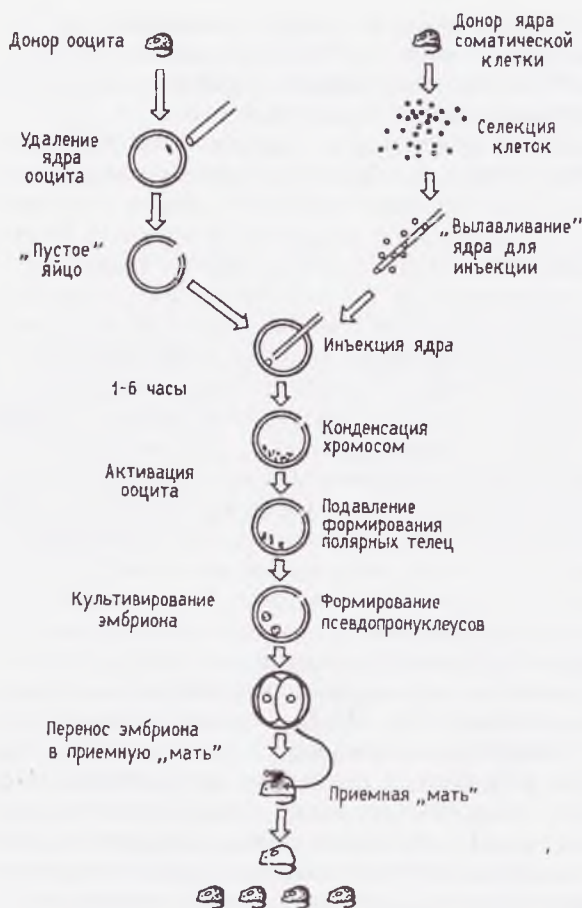 Донор ооцита
Донор ядра
соматической
клетки
Удаление
ядра
ооцита
Селекция
клеток
„Пустое"
яйцо
„Вылавливание"
ядра для
инъекции
Инъекция ядра
1-6 часы
Конденсация
хромосом
Активация
ооцита
Подавление
формирования
полярных телец
Культивирование
эмбриона
Формирование
псевдопронуклеусов
Перенос эмбриона
в приемную „мать"
Приемная „мать"